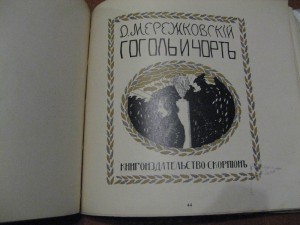 Д. МЕРЕЖКОВСКІЙ
ГОГОЛЬ И ЧОРТЪ
КНИГОИЗДАТЕЛЬСТВО СКОРПІОНЪ